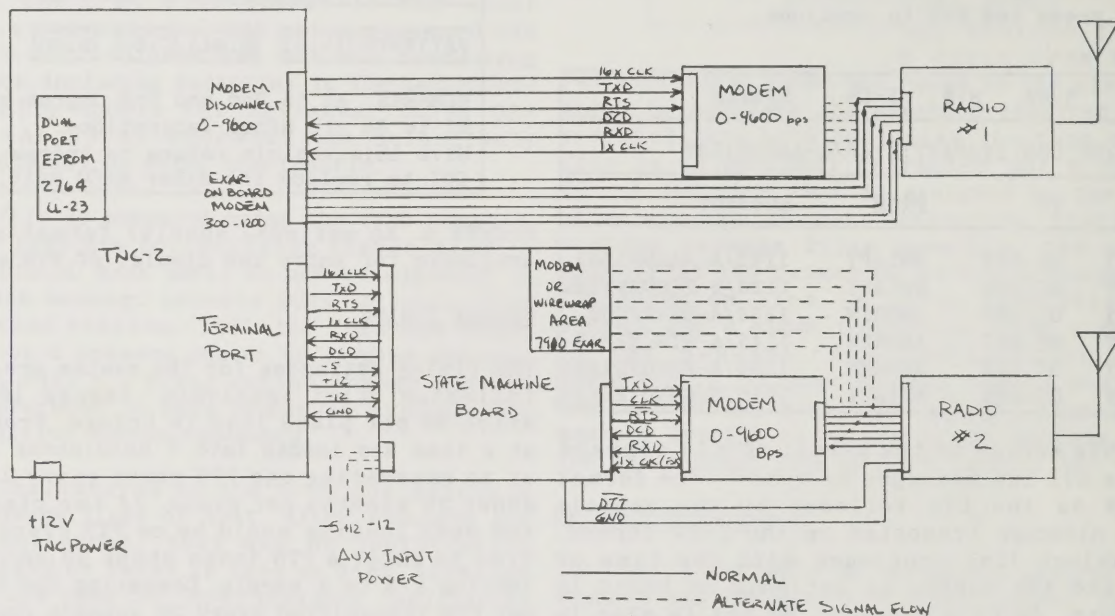 MODEM
DISCONNECT
0-9600
16x CLK
TXD
RTS
DCD
RXD
1x CLK
MODEM
0-9600 bps
RADIO
#1
DUAL
PORT
EPROM
2764
U-23
EXAR
ON BOARD
MODEM
300-1200
TNC-2
TERMINAL
PORT
16x CLK
TXD
RTS
1x CLK
RXD
DCD
-5
+12
-12
GND
STATE MACHINE
BOARD
MODEM
OR
WIREWRAP
AREA
7910 EXAR
TXD
CLK
RTS
DCD
RXD
MODEM
0-9600
BPS
RADIO
#2
GND
+12V
TNC POWER
-5 +12 -12
AUX INPUT
POWER
NORMAL
ALTERNATE SIGNAL FLOW